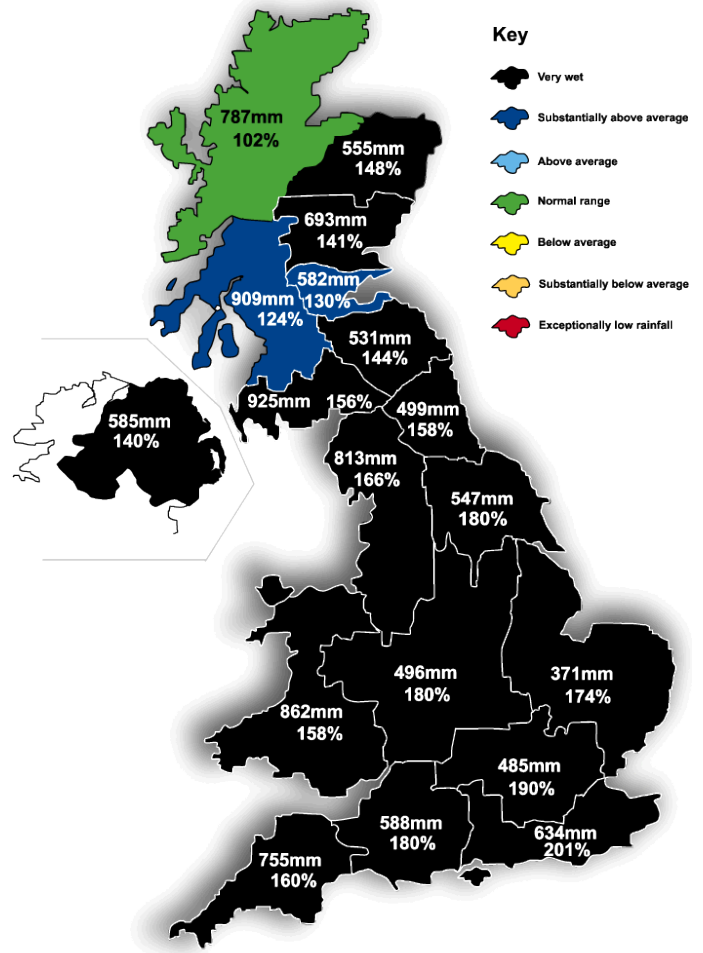 Key
Very wet
Substantially above average
Above average
Normal range
Below average
Substantially below average
Exceptionally low rainfall
787mm
102%
555mm
148%
693mm
141%
582mm
130%
909mm
124%
531mm
144%
925mm 156%
499mm
158%
585mm
140%
813mm
166%
547mm
180%
496mm
180%
371mm
174%
862mm
158%
485mm
190%
588mm
180%
634mm
201%
755mm
160%